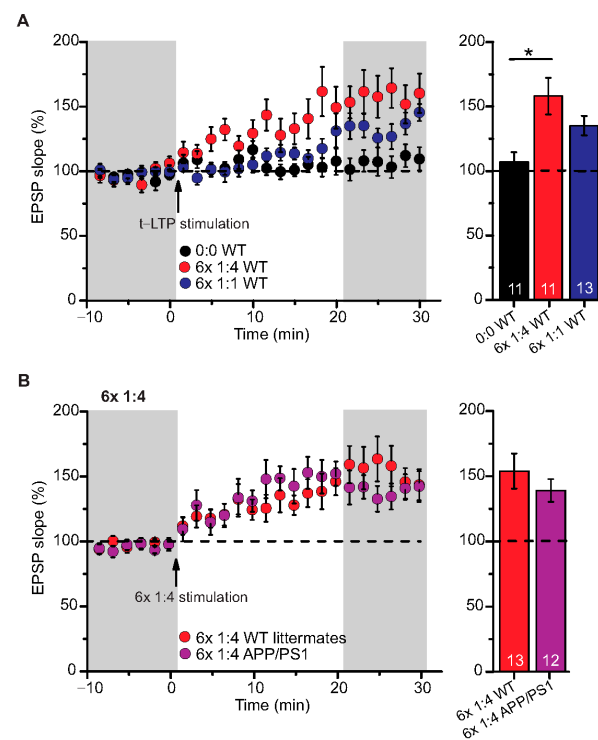 A
200
150
100
50
0
EPSP slope (%)
t–LTP stimulation
0:0 WT
6x 1:4 WT
6x 1:1 WT
–10
0
10
20
30
Time (min)
200
150
100
50
0
*
11
11
13
0:0 WT
6x 1:4 WT
6x 1:1 WT
B
6x 1:4
200
150
100
50
0
EPSP slope (%)
6x 1:4 stimulation
6x 1:4 WT littermates
6x 1:4 APP/PS1
–10
0
10
20
30
Time (min)
200
150
100
50
0
13
12
6x 1:4 WT
6x 1:4 APP/PS1